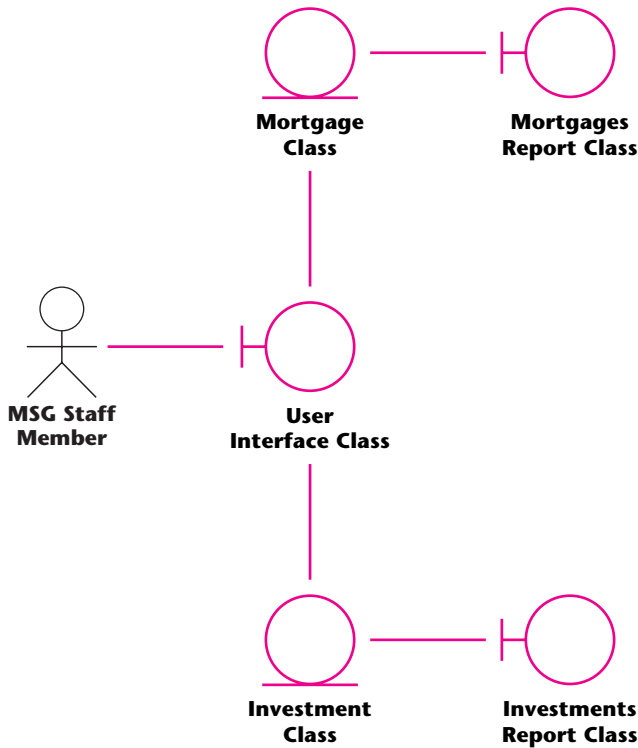 Mortgage
Class
Mortgages
Report Class
MSG Staff
Member
User
Interface Class
Investment
Class
Investments
Report Class